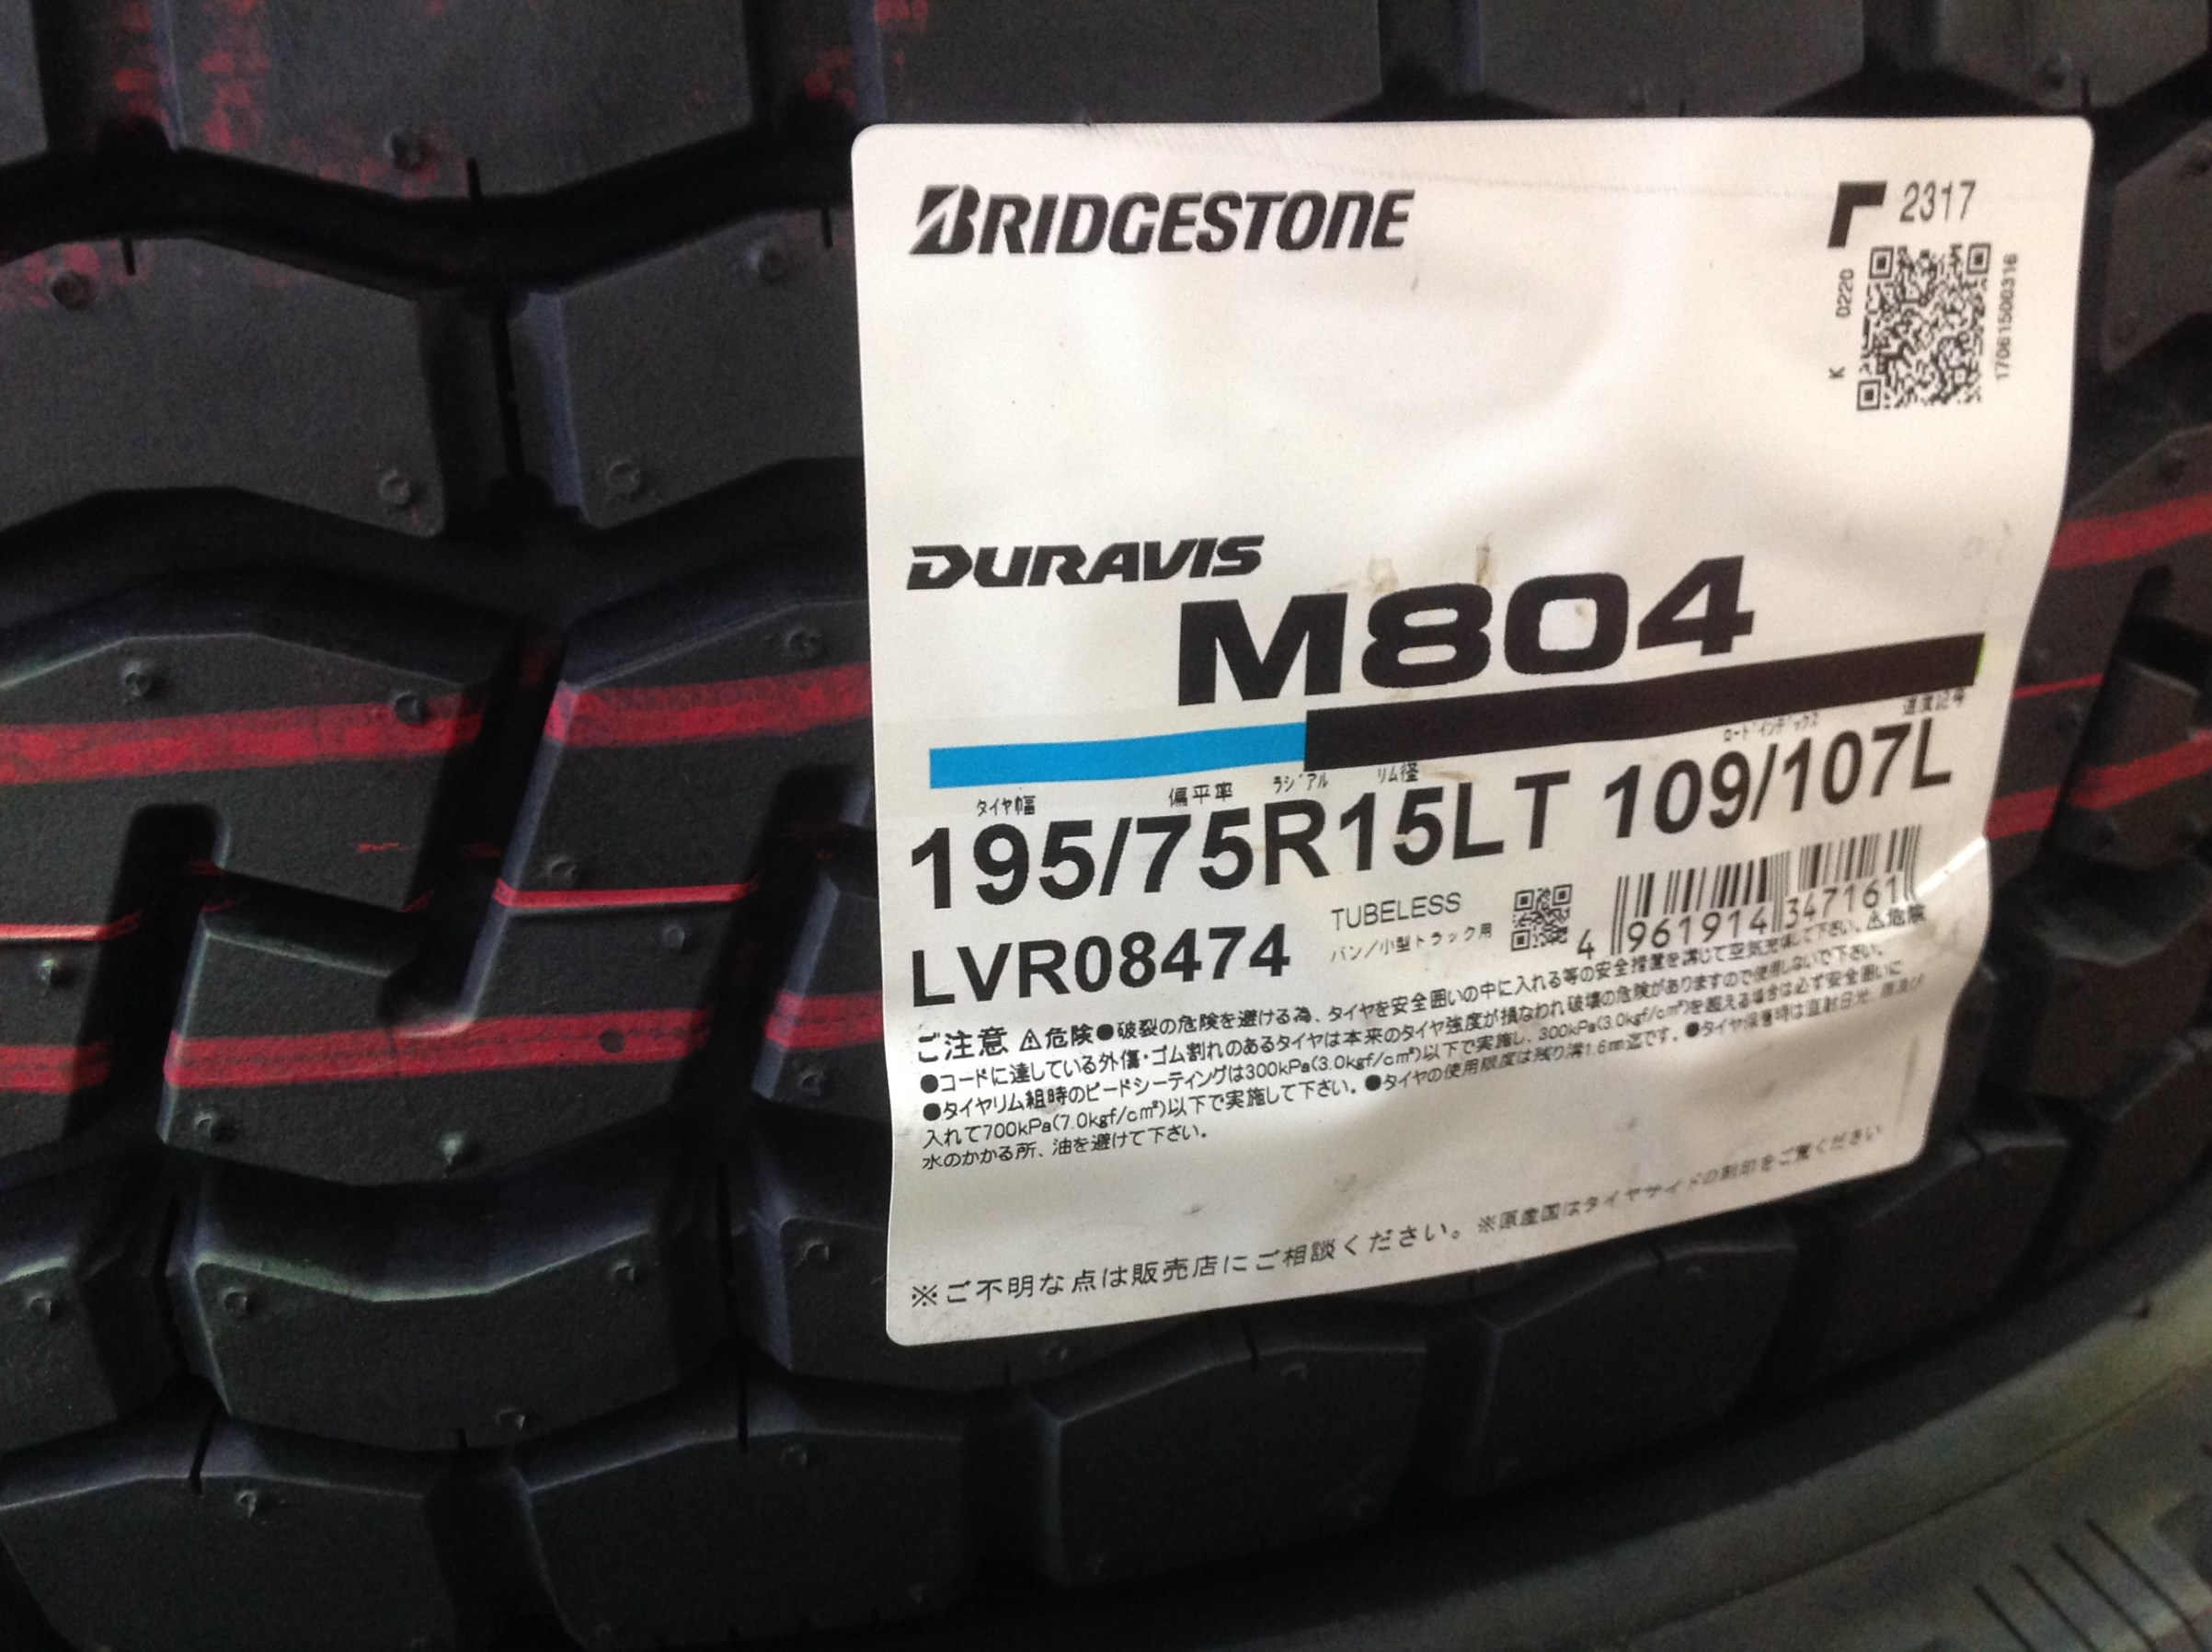 BRIDGESTONE
2317
K 0220
170615000316
DURAVIS
M804
タイヤ幅 偏平率 ラジアル リム径 ロードインデックス 速度記号
195/75R15LT 109/107L
LVR08474
TUBELESS
バン/小型トラック用
4 961914 347161
ご注意 ⚠危険●破裂の危険を避ける為、タイヤを安全囲いの中に入れる等の安全措置を講じて空気充填して下さい。⚠危険
●コードに達している外傷・ゴム割れのあるタイヤは本来のタイヤ強度が損なわれ破壊の危険がありますので使用しないで下さい。
●タイヤリム組時のビードシーティングは300kPa(3.0kgf/c㎡)以下で実施し、300kPa(3.0kgf/c㎡)を超える場合は必ず安全囲いに
入れて700kPa(7.0kgf/c㎡)以下で実施して下さい。●タイヤの使用限度は残り溝1.6㎜迄です。●タイヤ保管時は直射日光、雨及び
水のかかる所、油を避けて下さい。
※ご不明な点は販売店にご相談ください。※原産国はタイヤサイドの刻印をご覧ください